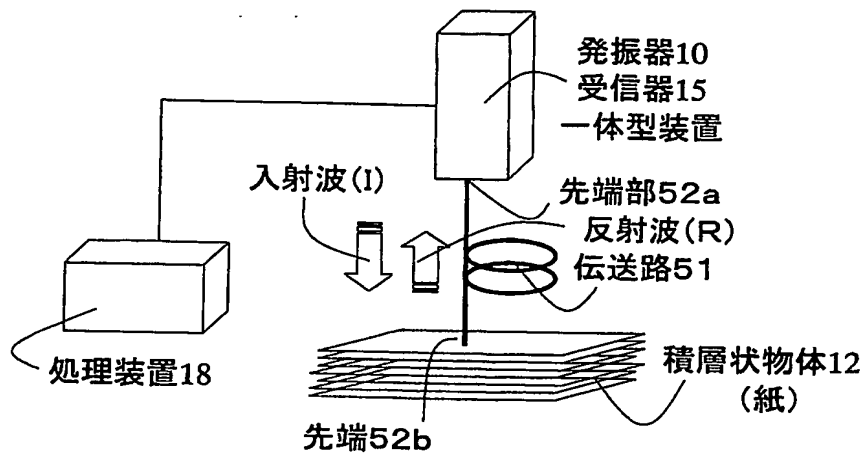 発振器10
受信器15
一体型装置
入射波(I)
先端部52a
反射波(R)
伝送路51
処理装置18
積層状物体12
(紙)
先端52b